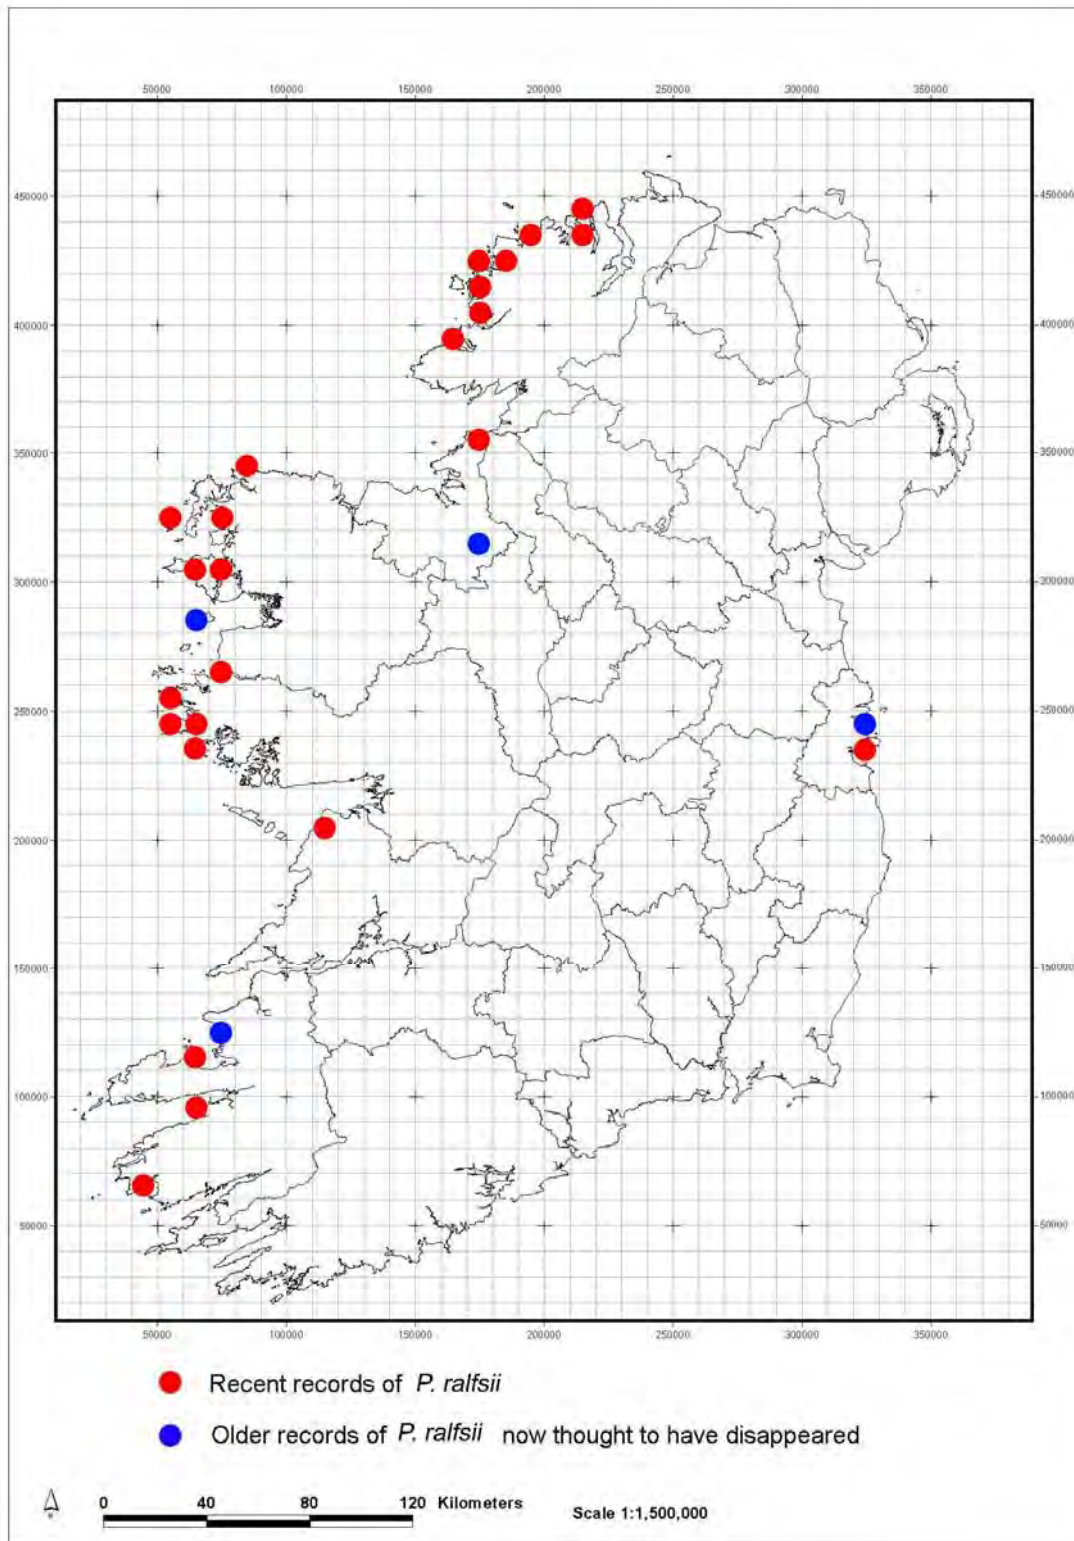 50000 100000 150000 200000 250000 300000 350000
450000 450000
400000 400000
350000 350000
300000 300000
250000 250000
200000 200000
150000 150000
100000 100000
50000 50000
50000 100000 150000 200000 250000 300000 350000
Recent records of P. ralfsii
Older records of P. ralfsii now thought to have disappeared
0 40 80 120 Kilometers
Scale 1:1,500,000